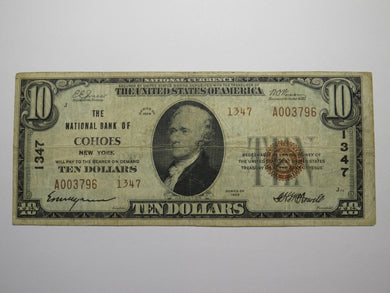 NATIONAL CURRENCY
THE UNITED STATES OF AMERICA
10
10
J
THE
NATIONAL BANK OF
COHOES
NEW YORK
WILL PAY TO THE BEARER ON DEMAND
TEN DOLLARS
A003796 1347
1347 A003796
1347
1347
TEN
J
10
TEN DOLLARS
10